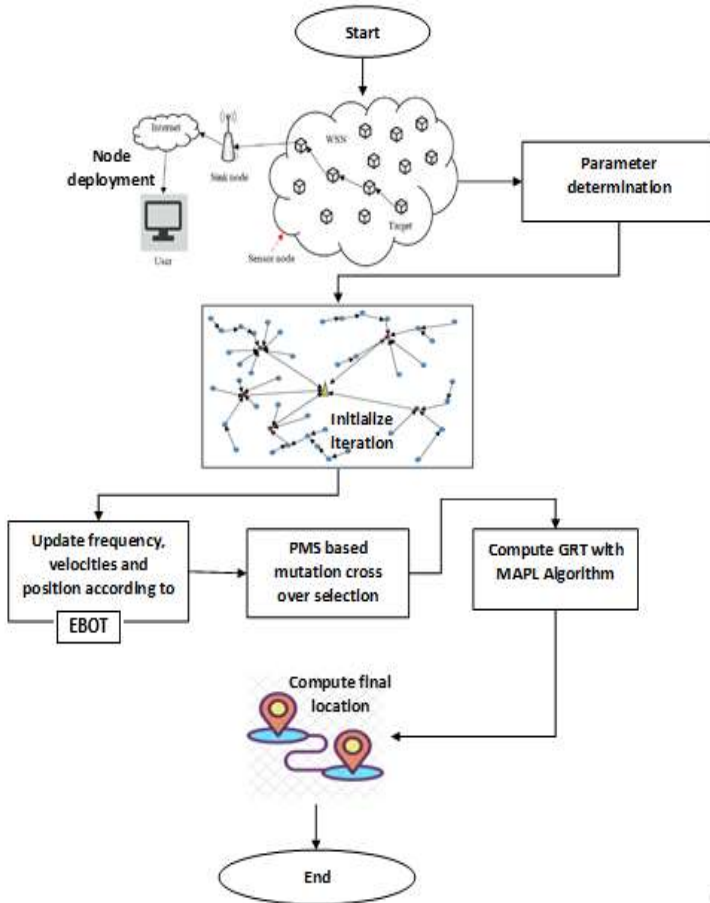 Start
Internet
WSN
Node
deployment
Sink node
Target
User
Sensor node
Parameter
determination
Initialize
iteration
Update frequency,
velocities and
position according to
EBOT
PMS based
mutation cross
over selection
Compute GRT with
MAPL Algorithm
Compute final
location
End